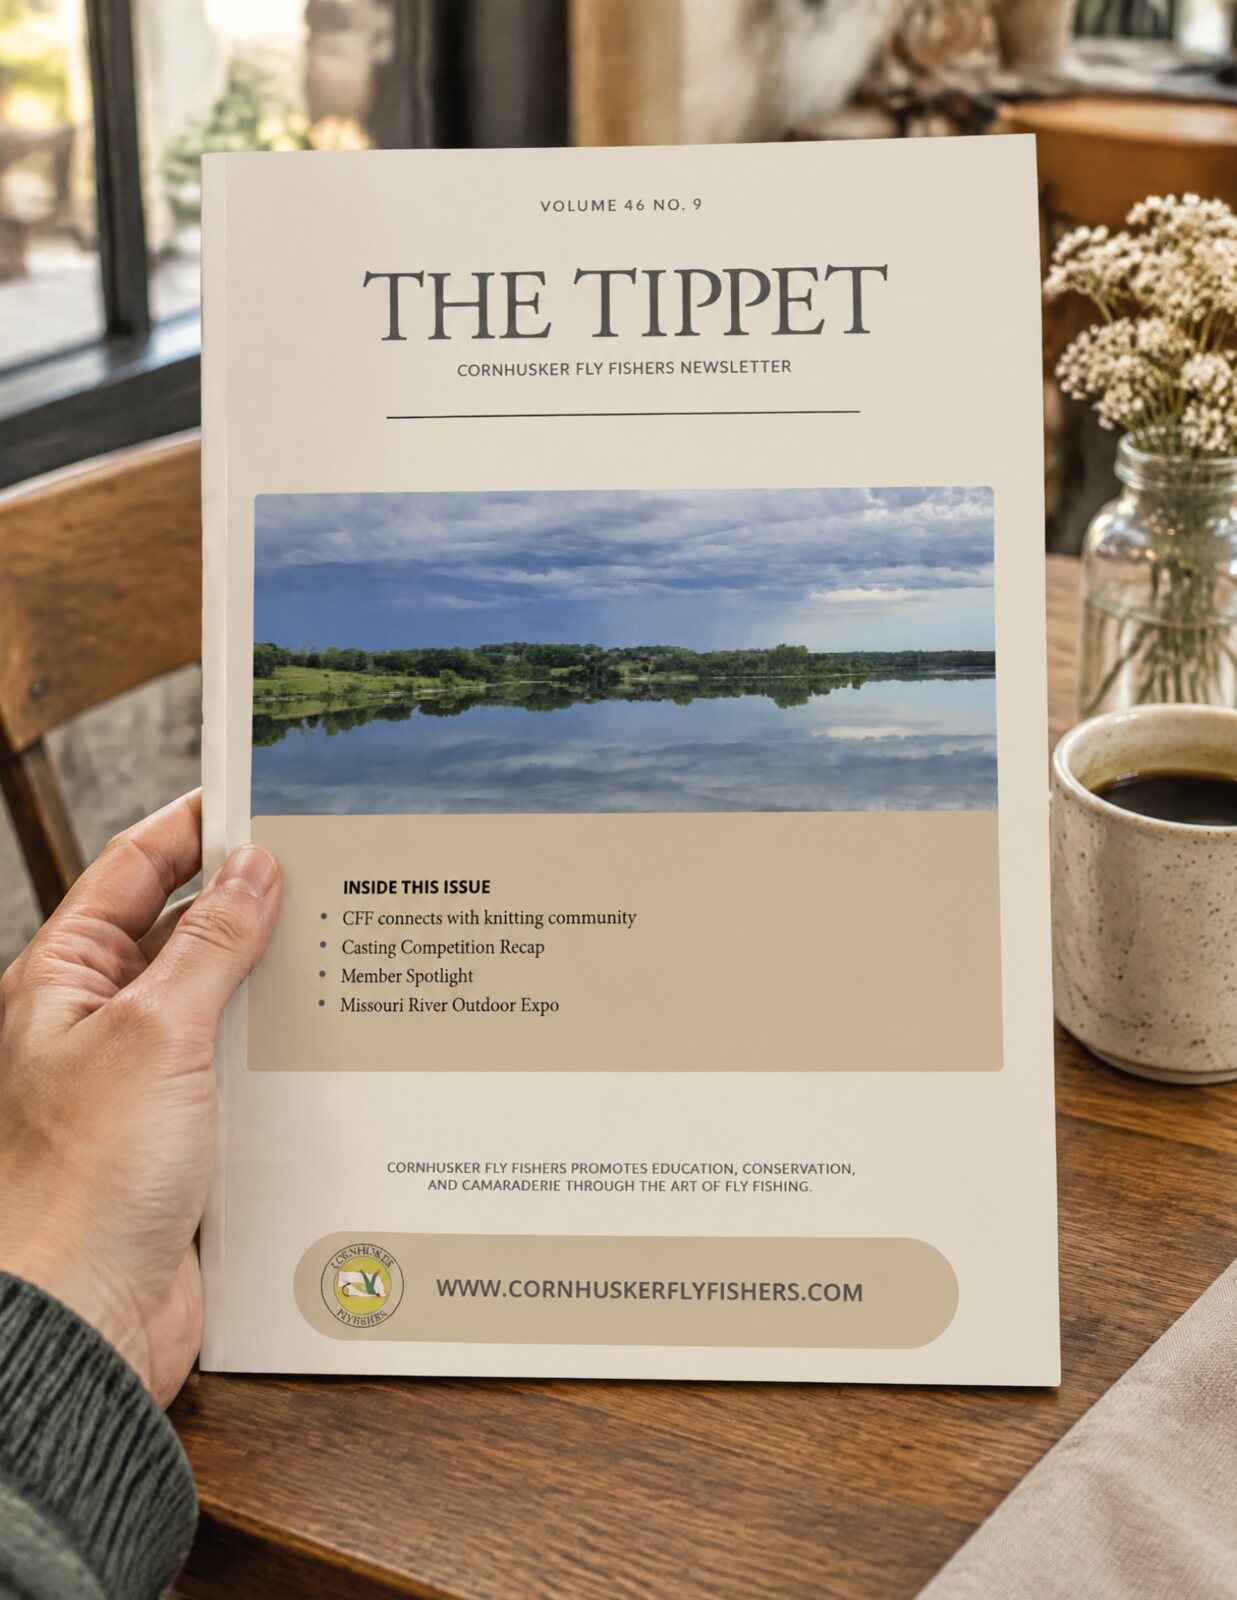 VOLUME 46 NO. 9
THE TIPPET
CORNHUSKER FLY FISHERS NEWSLETTER
INSIDE THIS ISSUE
• CFF connects with knitting community
• Casting Competition Recap
• Member Spotlight
• Missouri River Outdoor Expo
CORNHUSKER FLY FISHERS PROMOTES EDUCATION, CONSERVATION,
AND CAMARADERIE THROUGH THE ART OF FLY FISHING.
WWW.CORNHUSKERFLYFISHERS.COM